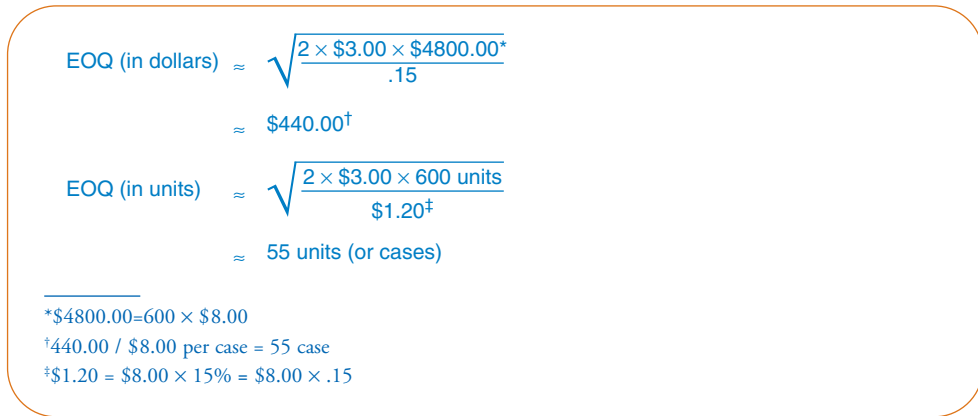 EOQ (in dollars) ≈ √ 2 × $3.00 × $4800.00*
.15
≈ $440.00†
EOQ (in units) ≈ √ 2 × $3.00 × 600 units
$1.20‡
≈ 55 units (or cases)
*$4800.00=600 × $8.00
†440.00 / $8.00 per case = 55 case
‡$1.20 = $8.00 × 15% = $8.00 × .15